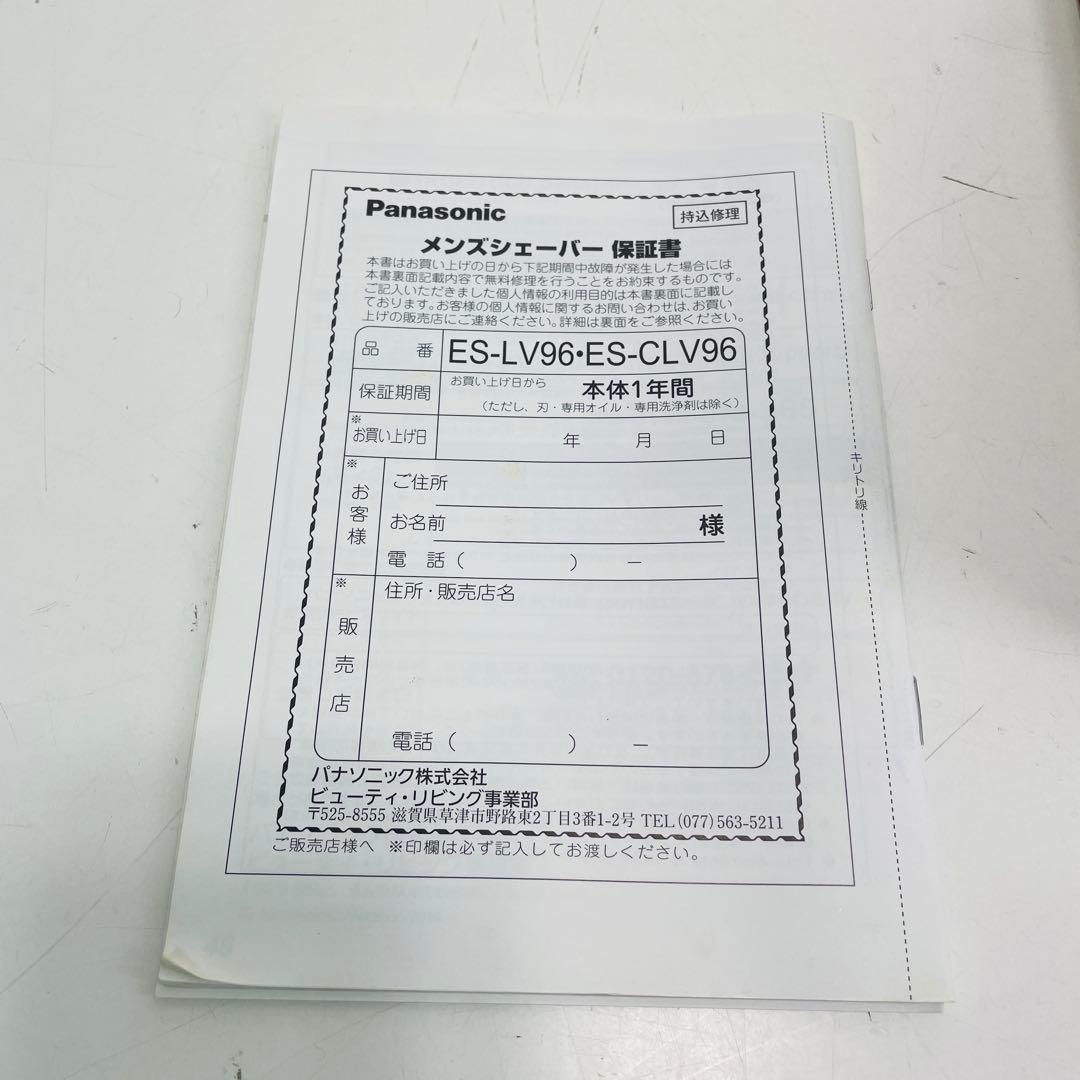 Panasonic
持込修理
メンズシェーバー 保証書
本書はお買い上げの日から下記期間中故障が発生した場合には
本書裏面記載内容で無料修理を行うことをお約束するものです。
ご記入いただきました個人情報の利用目的は本書裏面に記載し
ております。お客様の個人情報に関するお問い合わせは、お買い
上げの販売店にご連絡ください。詳細は裏面をご参照ください。
品番 ES-LV96・ES-CLV96
保証期間 お買い上げ日から 本体1年間
（ただし、刃・専用オイル・専用洗浄剤は除く）
※お買い上げ日 年 月 日
※お客様
ご住所
お名前 様
電話（ ） －
※販売店
住所・販売店名
電話（ ） －
パナソニック株式会社
ビューティ・リビング事業部
〒525-8555 滋賀県草津市野路東2丁目3番1-2号 TEL(077)563-5211
ご販売店様へ ※印欄は必ず記入してお渡しください。
キリトリ線